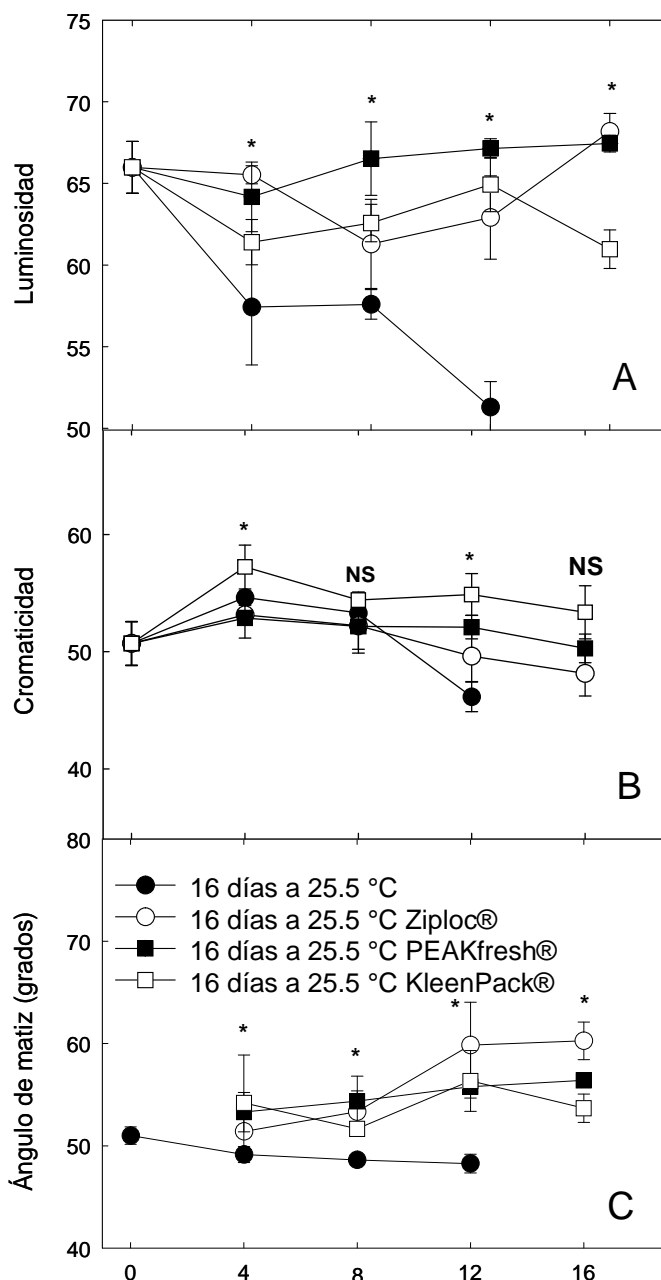 75
70
65
60
55
50
Luminosidad
*
*
*
*
A
60
50
40
Cromaticidad
*
NS
*
NS
B
80
70
60
50
40
Ángulo de matiz (grados)
16 días a 25.5 °C
16 días a 25.5 °C Ziploc®
16 días a 25.5 °C PEAKfresh®
16 días a 25.5 °C KleenPack®
*
*
*
*
C
0 4 8 12 16